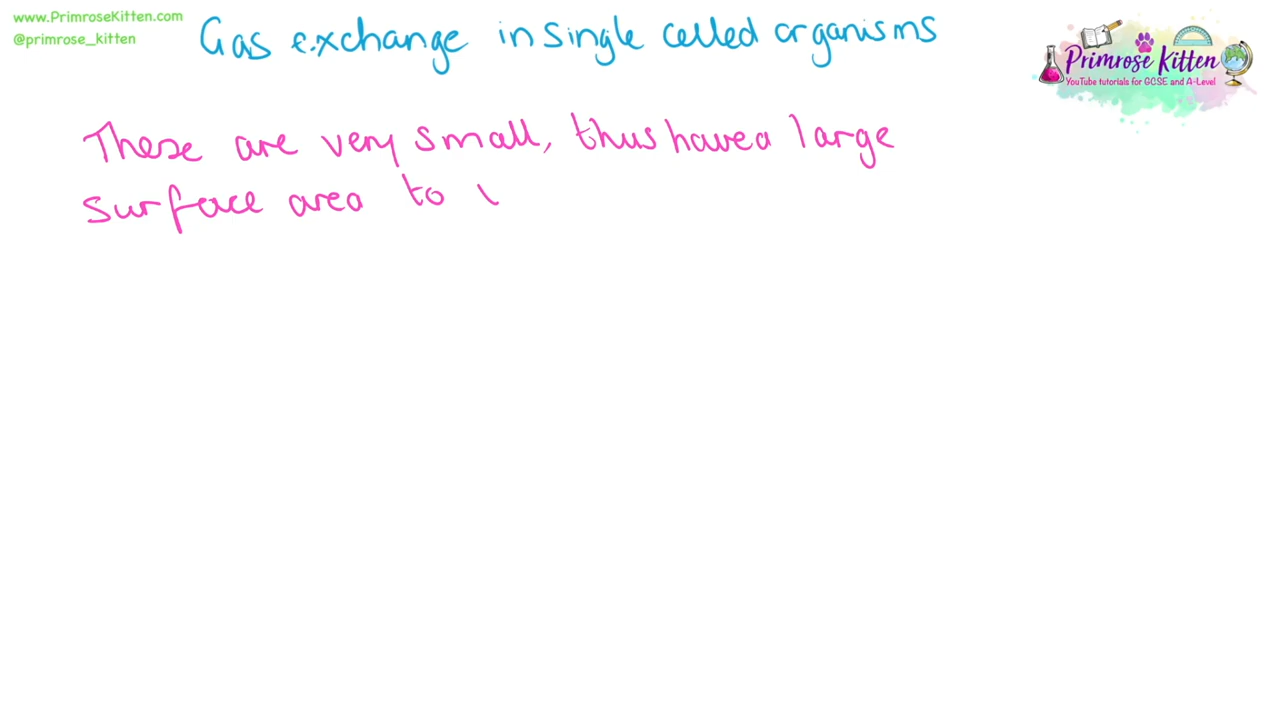 www.PrimroseKitten.com
@primrose_kitten
Gas exchange in single celled organisms
Primrose Kitten
YouTube tutorials for GCSE and A-Level
These are very small, thus have a large
surface area to